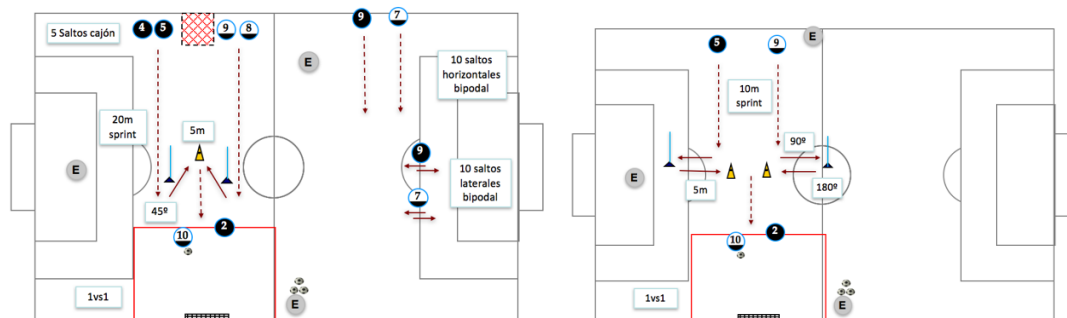 5 Saltos cajón
4
5
9
8
9
7
E
10 saltos
horizontales
bipodal
20m
sprint
5m
E
9
10 saltos
laterales
bipodal
7
45º
10
2
1vs1
E
5
9
E
10m
sprint
90º
E
5m
180º
10
2
1vs1
E